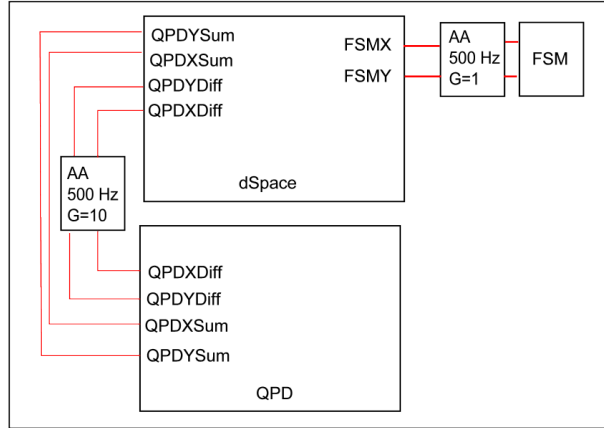 QPDYSum
QPDXSum
QPDYDiff
QPDXDiff
FSMX
FSMY
dSpace
AA
500 Hz
G=1
FSM
AA
500 Hz
G=10
QPDXDiff
QPDYDiff
QPDXSum
QPDYSum
QPD